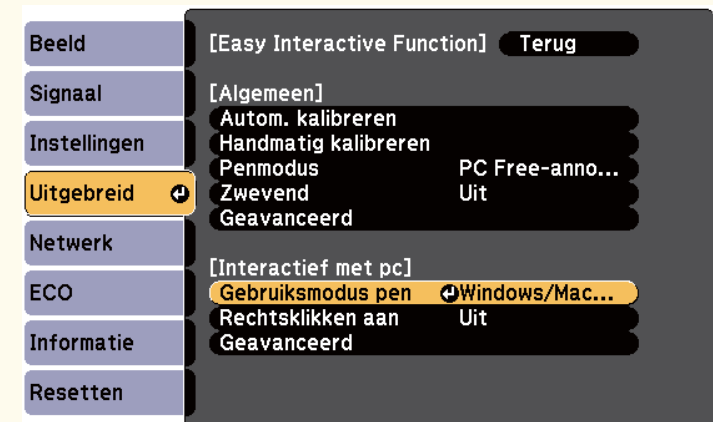 Beeld
Signaal
Instellingen
Uitgebreid
Netwerk
ECO
Informatie
Resetten
[Easy Interactive Function] Terug
[Algemeen]
Autom. kalibreren
Handmatig kalibreren
Penmodus PC Free-anno...
Zwevend Uit
Geavanceerd
[Interactief met pc]
Gebruiksmodus pen Windows/Mac...
Rechtsklikken aan Uit
Geavanceerd